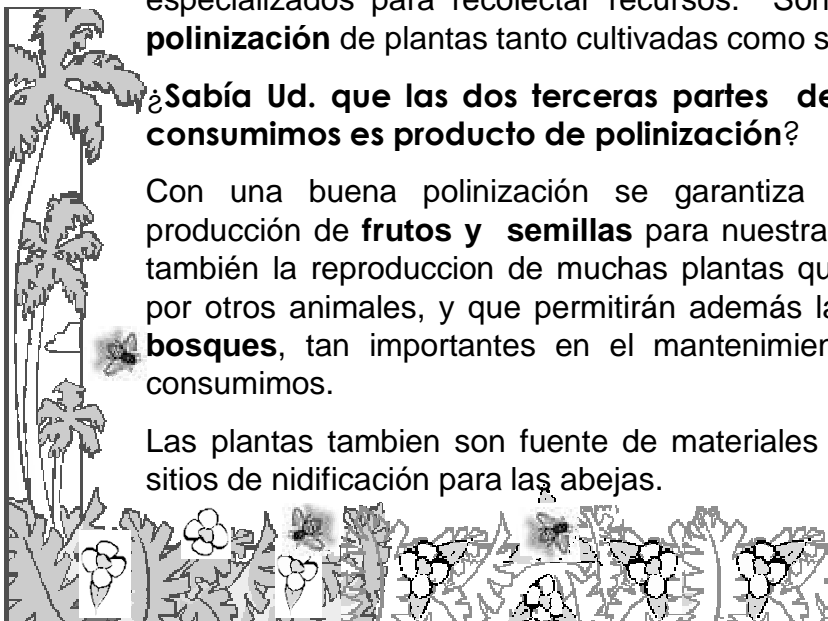 especializados para recolectar recursos. Son
polinización de plantas tanto cultivadas como s
¿Sabía Ud. que las dos terceras partes de
consumimos es producto de polinización?
Con una buena polinización se garantiza
producción de frutos y semillas para nuestra
también la reproduccion de muchas plantas qu
por otros animales, y que permitirán además la
bosques, tan importantes en el mantenimien
consumimos.
Las plantas tambien son fuente de materiales
sitios de nidificación para las abejas.